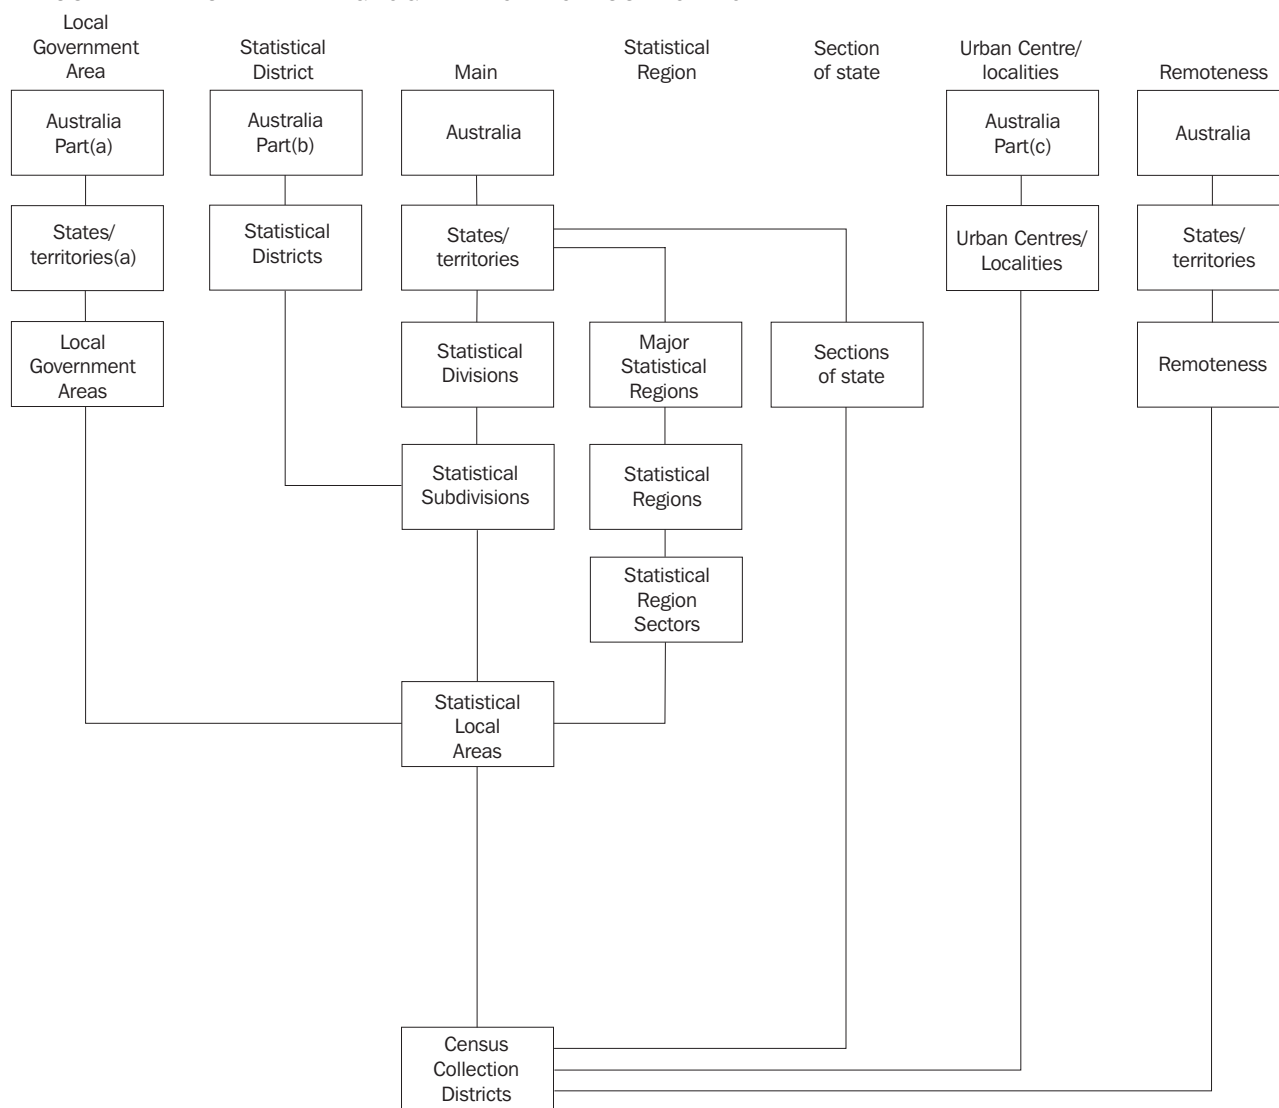 Local
Government
Area
Statistical
District
Main
Statistical
Region
Section
of state
Urban Centre/
localities
Remoteness
Australia
Part(a)
Australia
Part(b)
Australia
Australia
Part(c)
Australia
States/
territories(a)
Statistical
Districts
States/
territories
Urban Centres/
Localities
States/
territories
Local
Government
Areas
Statistical
Divisions
Major
Statistical
Regions
Sections
of state
Remoteness
Statistical
Subdivisions
Statistical
Regions
Statistical
Region
Sectors
Statistical
Local
Areas
Census
Collection
Districts